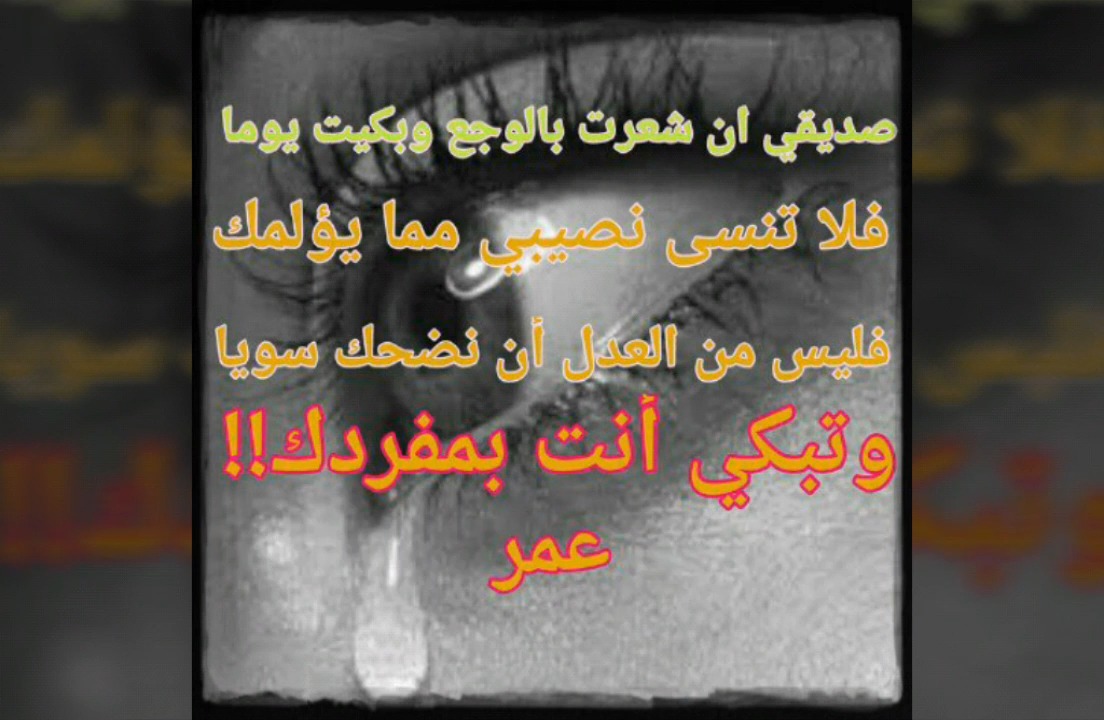 صديقي ان شعرت بالوجع وبكيت يوما
فلا تنسى نصيبي مما يؤلمك
فليس من العدل أن نضحك سويا
وتبكي أنت بمفردك!!
عمر